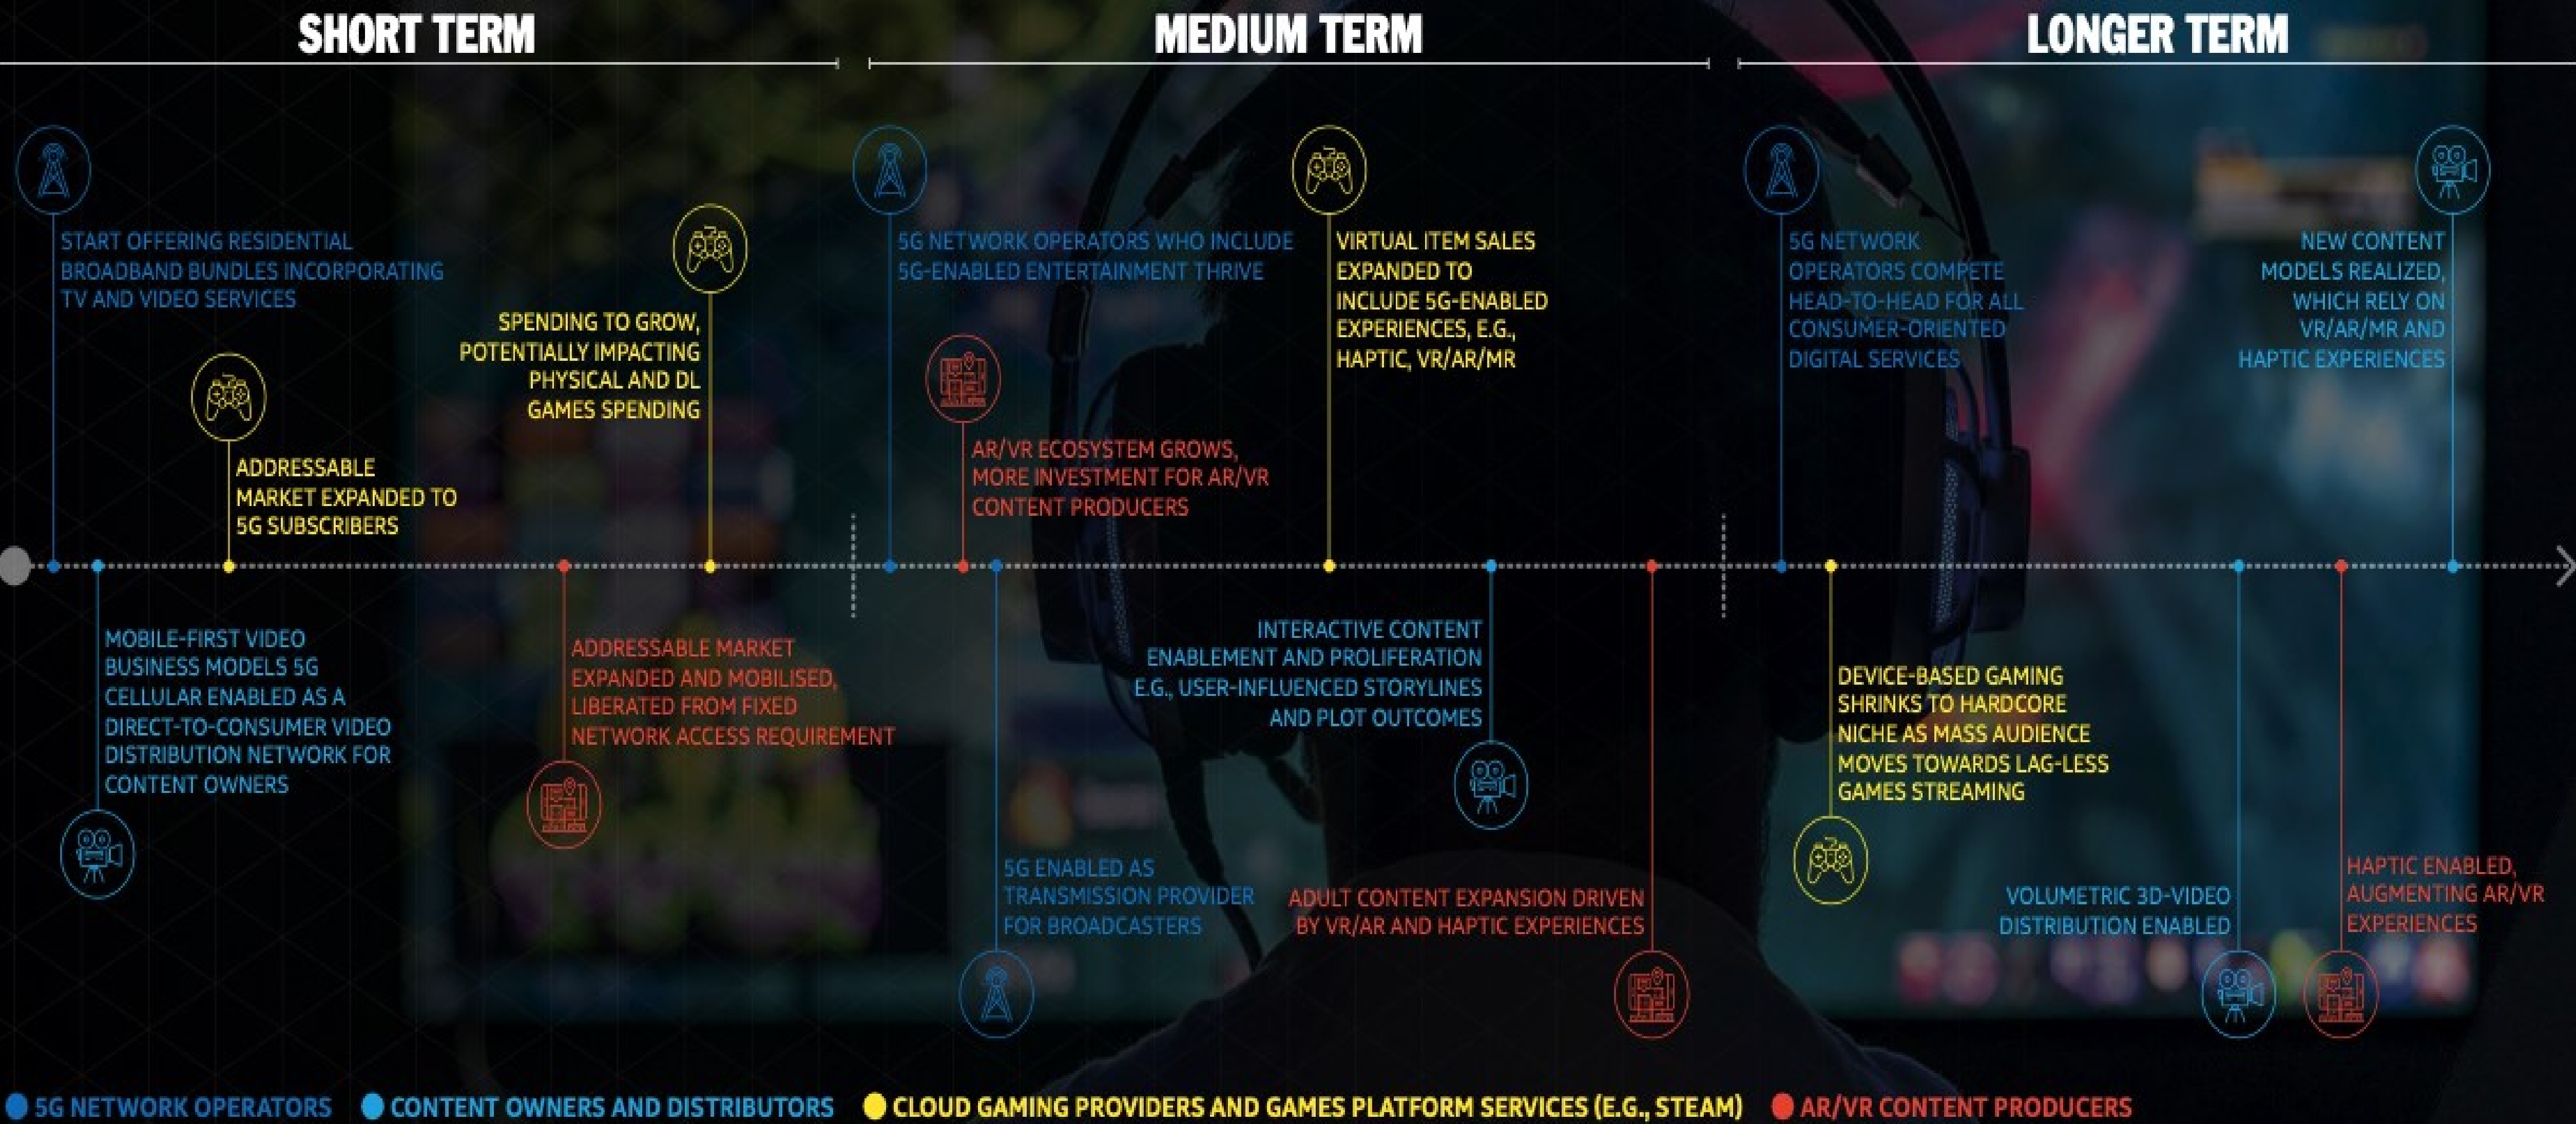 SHORT TERM
MEDIUM TERM
LONGER TERM
START OFFERING RESIDENTIAL
BROADBAND BUNDLES INCORPORATING
TV AND VIDEO SERVICES
ADDRESSABLE
MARKET EXPANDED TO
5G SUBSCRIBERS
SPENDING TO GROW,
POTENTIALLY IMPACTING
PHYSICAL AND DL
GAMES SPENDING
MOBILE-FIRST VIDEO
BUSINESS MODELS 5G
CELLULAR ENABLED AS A
DIRECT-TO-CONSUMER VIDEO
DISTRIBUTION NETWORK FOR
CONTENT OWNERS
ADDRESSABLE MARKET
EXPANDED AND MOBILISED,
LIBERATED FROM FIXED
NETWORK ACCESS REQUIREMENT
5G NETWORK OPERATORS WHO INCLUDE
5G-ENABLED ENTERTAINMENT THRIVE
AR/VR ECOSYSTEM GROWS,
MORE INVESTMENT FOR AR/VR
CONTENT PRODUCERS
VIRTUAL ITEM SALES
EXPANDED TO
INCLUDE 5G-ENABLED
EXPERIENCES, E.G.,
HAPTIC, VR/AR/MR
5G ENABLED AS
TRANSMISSION PROVIDER
FOR BROADCASTERS
INTERACTIVE CONTENT
ENABLEMENT AND PROLIFERATION
E.G., USER-INFLUENCED STORYLINES
AND PLOT OUTCOMES
ADULT CONTENT EXPANSION DRIVEN
BY VR/AR AND HAPTIC EXPERIENCES
5G NETWORK
OPERATORS COMPETE
HEAD-TO-HEAD FOR ALL
CONSUMER-ORIENTED
DIGITAL SERVICES
NEW CONTENT
MODELS REALIZED,
WHICH RELY ON
VR/AR/MR AND
HAPTIC EXPERIENCES
DEVICE-BASED GAMING
SHRINKS TO HARDCORE
NICHE AS MASS AUDIENCE
MOVES TOWARDS LAG-LESS
GAMES STREAMING
VOLUMETRIC 3D-VIDEO
DISTRIBUTION ENABLED
HAPTIC ENABLED,
AUGMENTING AR/VR
EXPERIENCES
5G NETWORK OPERATORS
CONTENT OWNERS AND DISTRIBUTORS
CLOUD GAMING PROVIDERS AND GAMES PLATFORM SERVICES (E.G., STEAM)
AR/VR CONTENT PRODUCERS